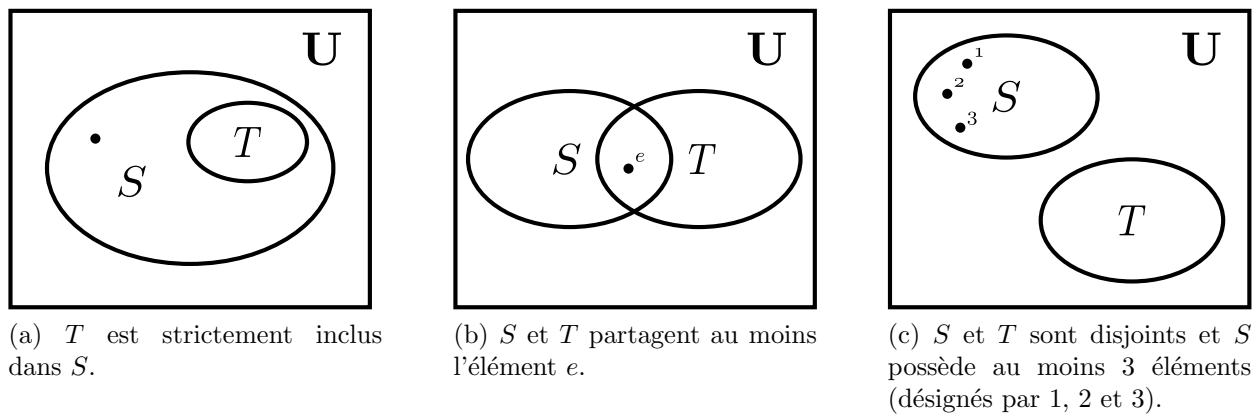 U
S
T
(a) T est strictement inclus
dans S.
U
S
T
e
(b) S et T partagent au moins
l'élément e.
U
1
2
3
S
T
(c) S et T sont disjoints et S
possède au moins 3 éléments
(désignés par 1, 2 et 3).